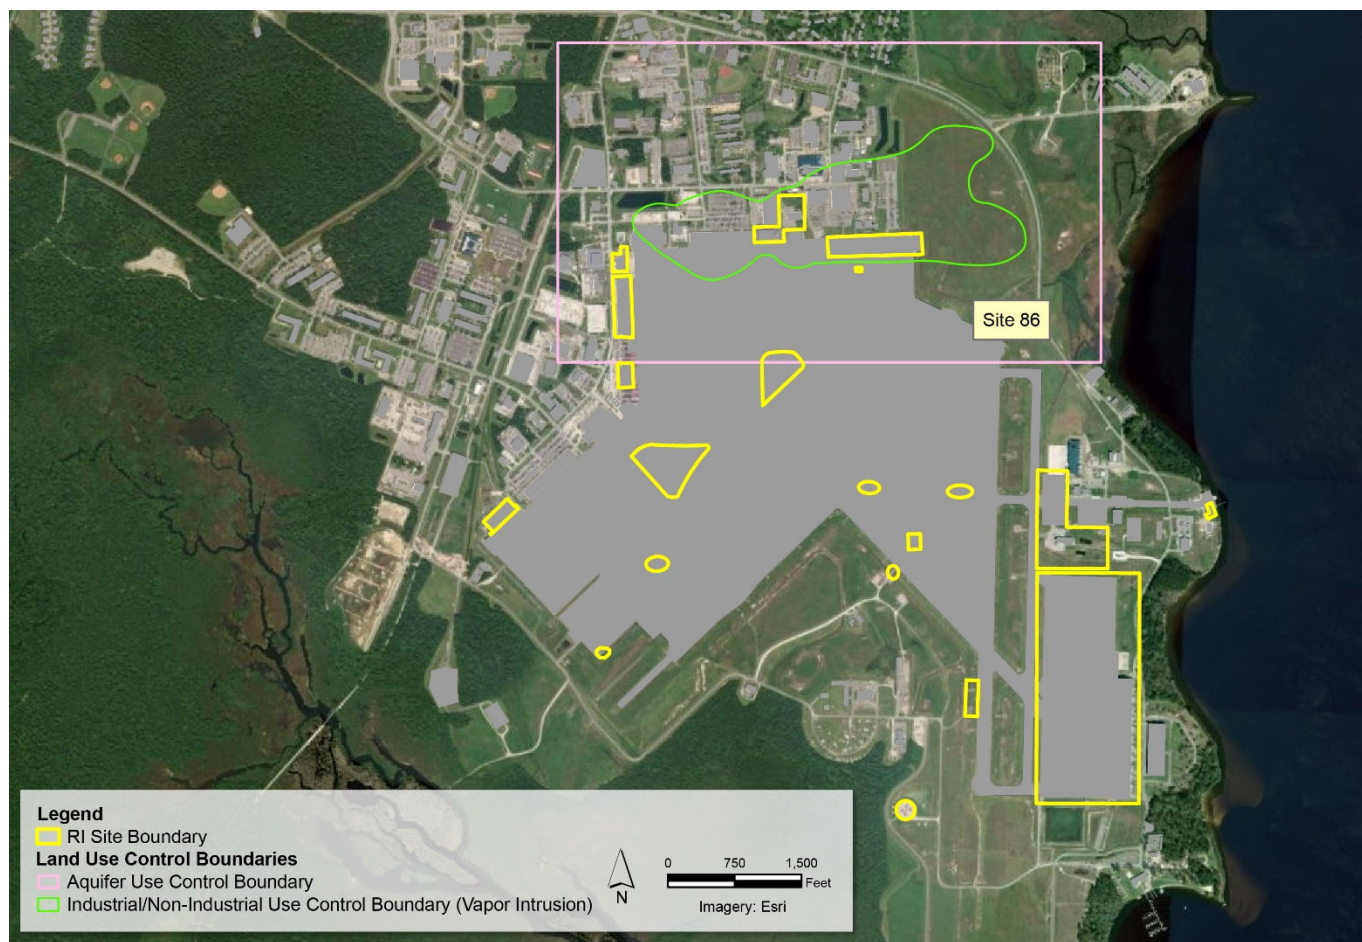 Site 86
Legend
RI Site Boundary
Land Use Control Boundaries
Aquifer Use Control Boundary
Industrial/Non-Industrial Use Control Boundary (Vapor Intrusion)
N
0 750 1,500
Feet
Imagery: Esri